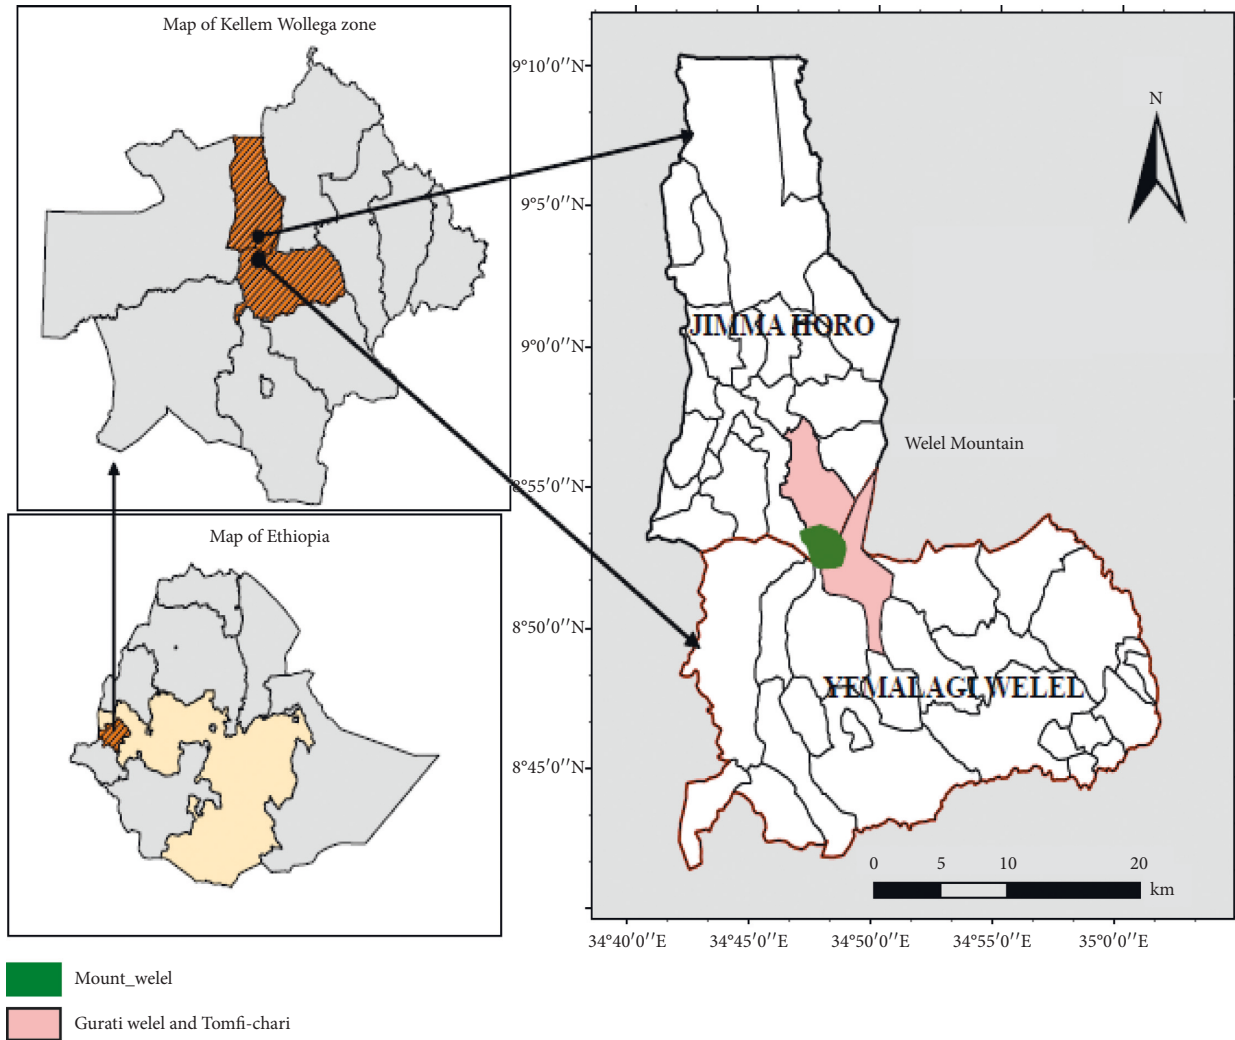 Map of Kellem Wollega zone
Map of Ethiopia
9°10'0''N
9°5'0''N
9°0'0''N
8°55'0''N
8°50'0''N
8°45'0''N
N
JIMMA HORO
Welel Mountain
YEMALAGI WELEL
0 5 10 20
km
34°40'0''E 34°45'0''E 34°50'0''E 34°55'0''E 35°0'0''E
Mount_welel
Gurati welel and Tomfi-chari